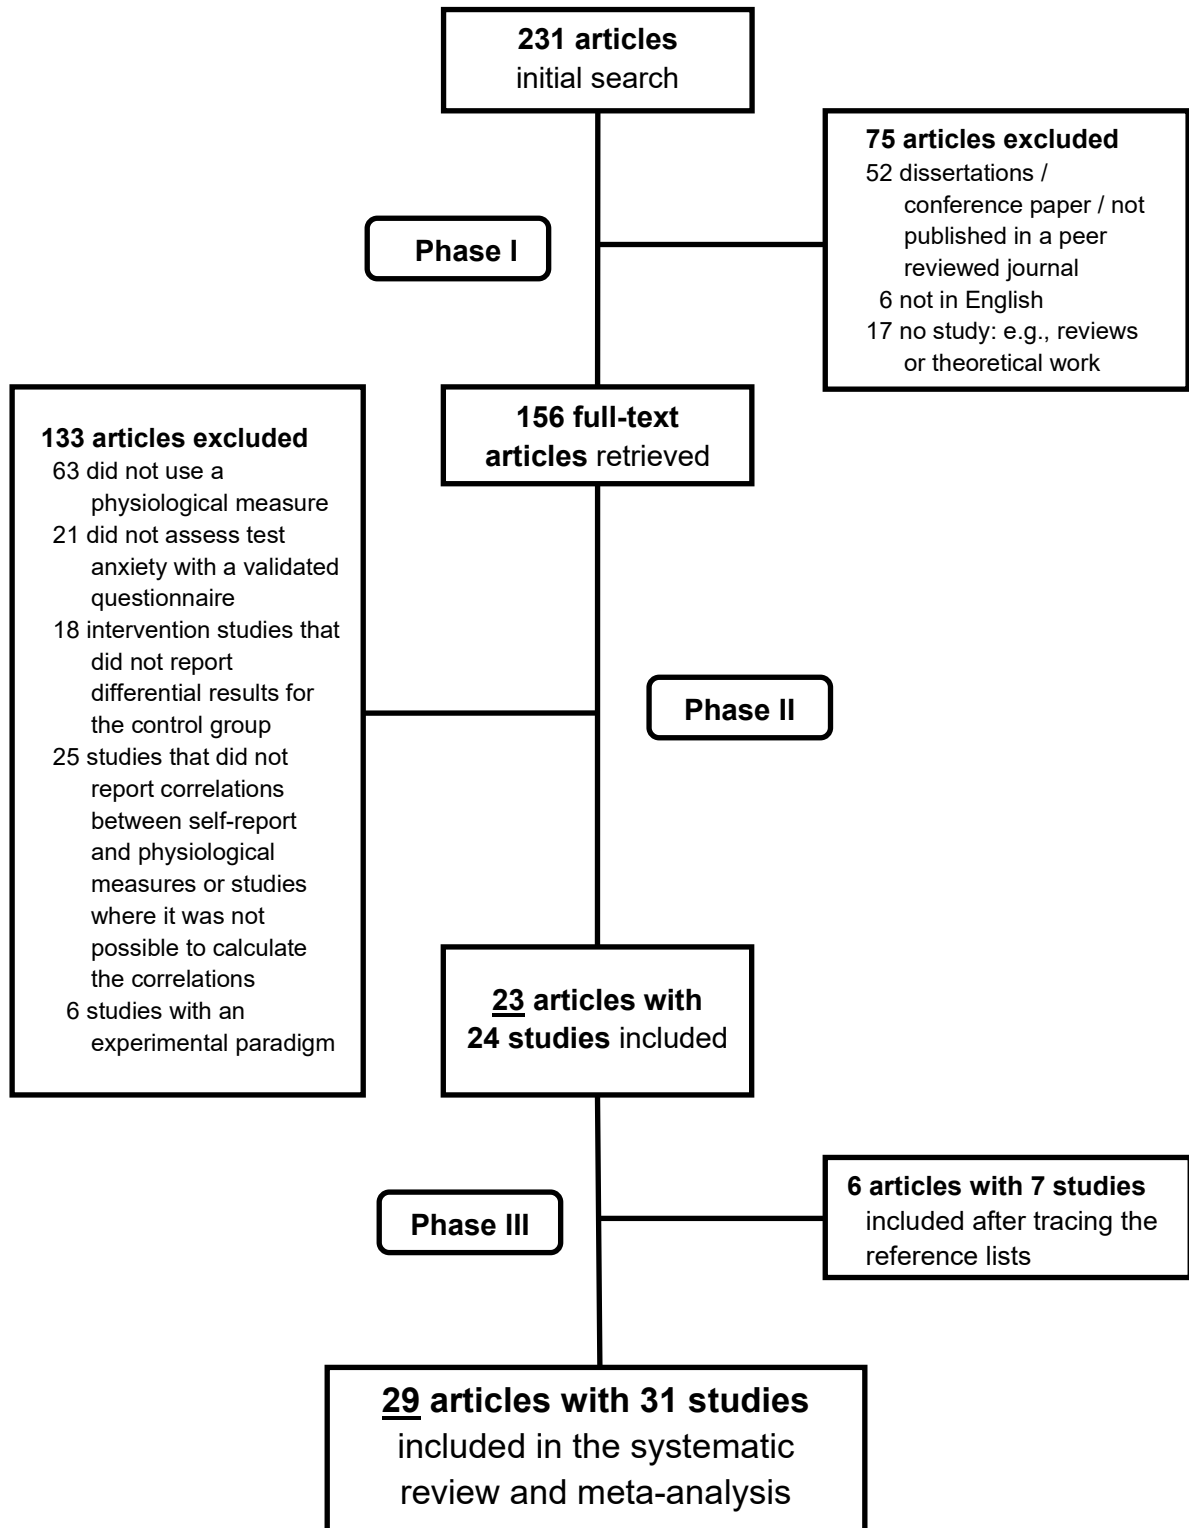 231 articles
initial search
75 articles excluded
52 dissertations /
conference paper / not
published in a peer
reviewed journal
6 not in English
17 no study: e.g., reviews
or theoretical work
Phase I
156 full-text
articles retrieved
133 articles excluded
63 did not use a
physiological measure
21 did not assess test
anxiety with a validated
questionnaire
18 intervention studies that
did not report
differential results for
the control group
25 studies that did not
report correlations
between self-report
and physiological
measures or studies
where it was not
possible to calculate
the correlations
6 studies with an
experimental paradigm
Phase II
23 articles with
24 studies included
Phase III
6 articles with 7 studies
included after tracing the
reference lists
29 articles with 31 studies
included in the systematic
review and meta-analysis